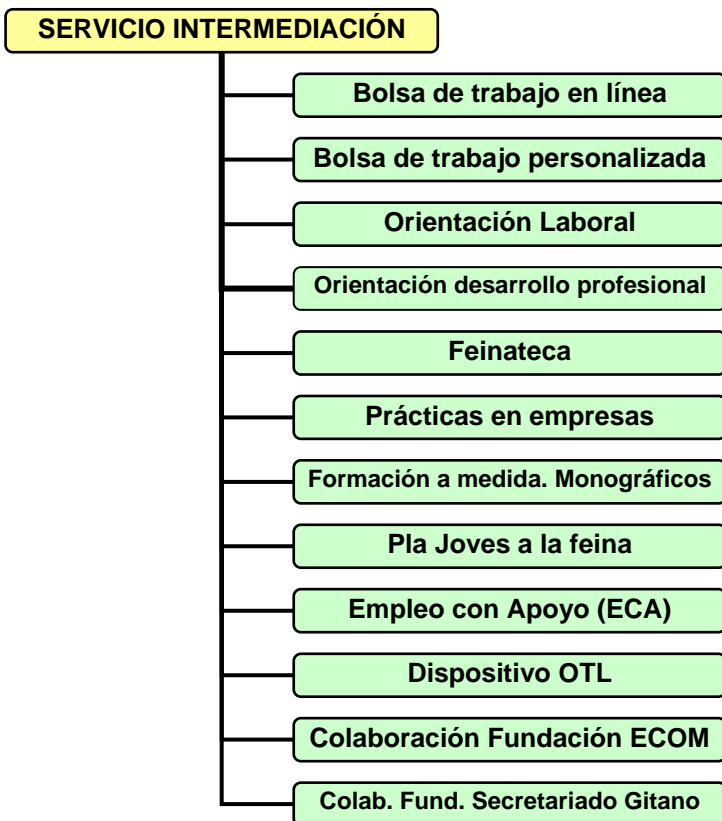 SERVICIO INTERMEDIACIÓN
Bolsa de trabajo en línea
Bolsa de trabajo personalizada
Orientación Laboral
Orientación desarrollo profesional
Feinateca
Prácticas en empresas
Formación a medida. Monográficos
Pla Joves a la feina
Empleo con Apoyo (ECA)
Dispositivo OTL
Colaboración Fundación ECOM
Colab. Fund. Secretariado Gitano